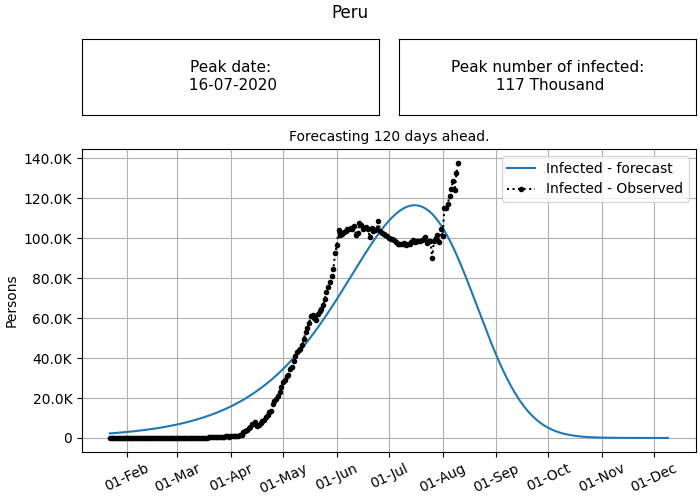 Peru
Peak date:
16-07-2020
Peak number of infected:
117 Thousand
Forecasting 120 days ahead.
Infected - forecast
Infected - Observed
140.0K
120.0K
100.0K
80.0K
60.0K
40.0K
20.0K
0
Persons
01-Feb
01-Mar
01-Apr
01-May
01-Jun
01-Jul
01-Aug
01-Sep
01-Oct
01-Nov
01-Dec